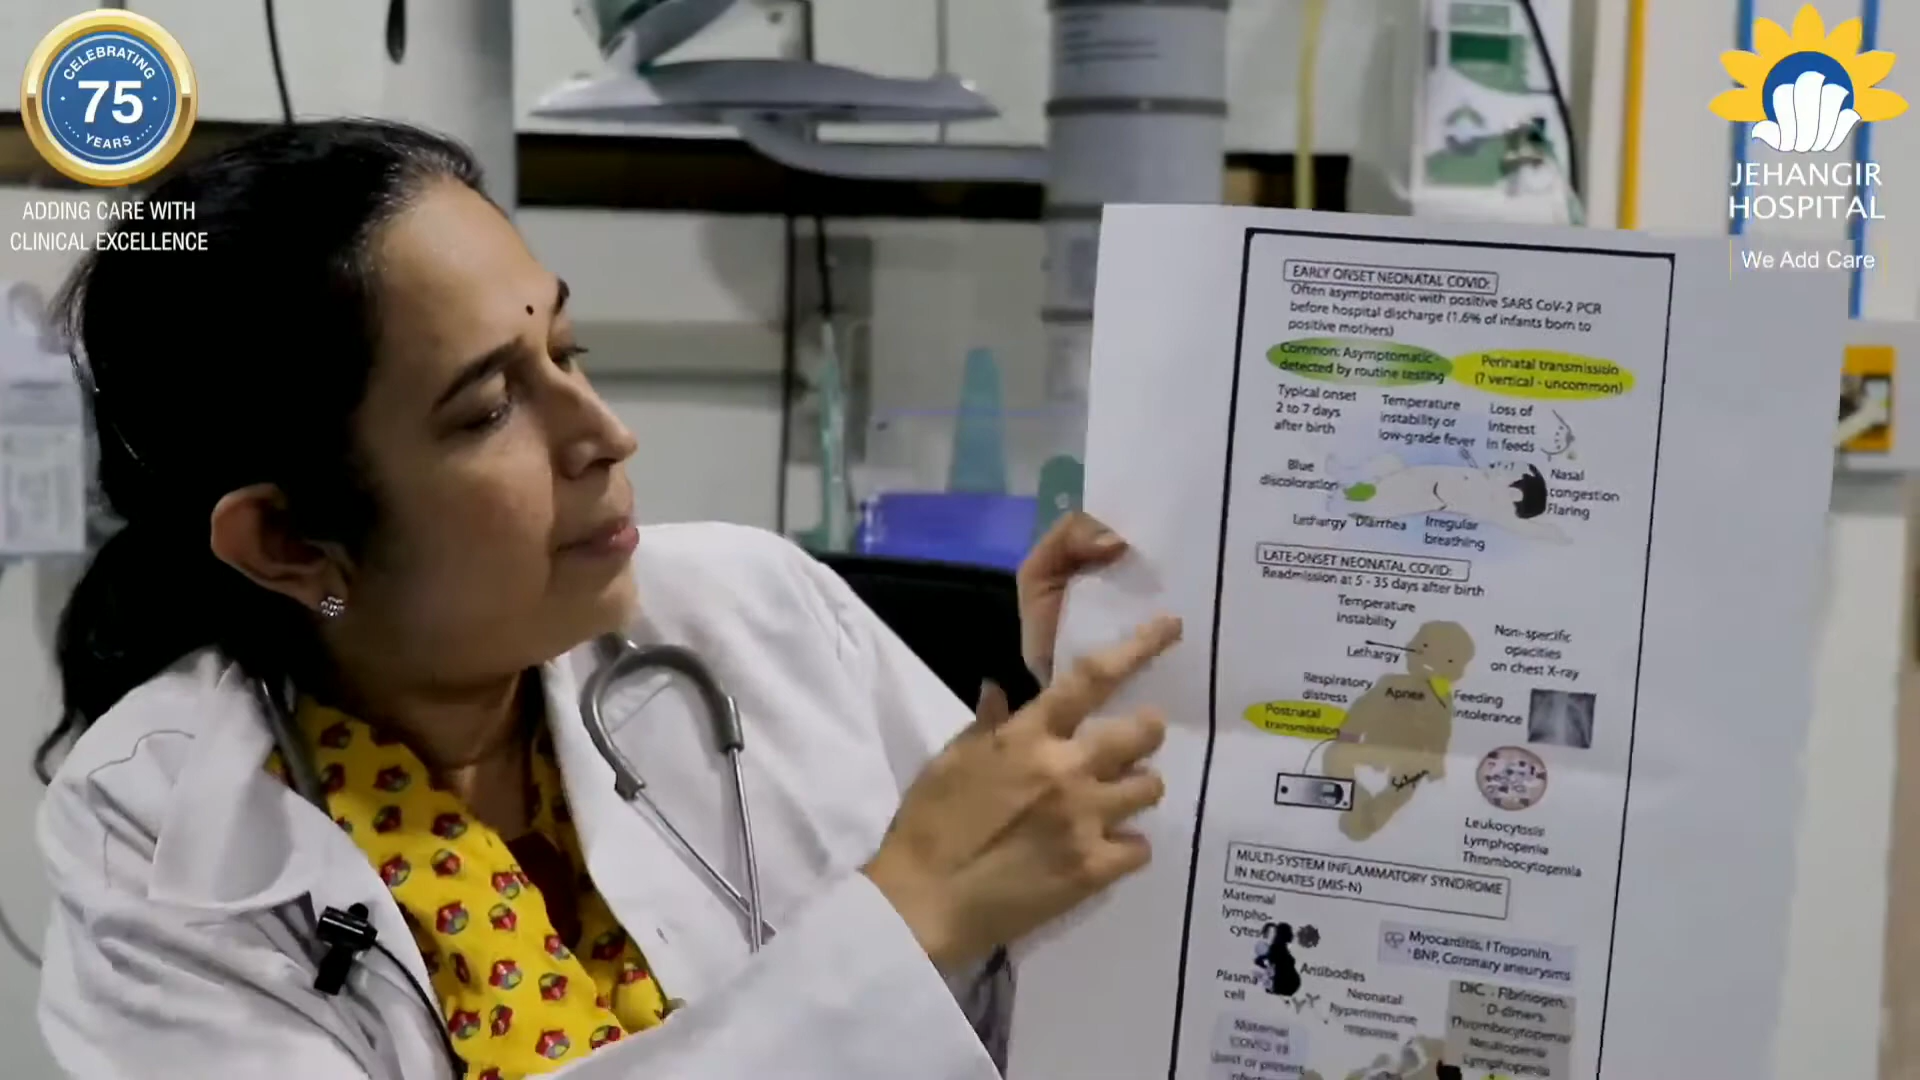 CELEBRATING
75
YEARS
ADDING CARE WITH
CLINICAL EXCELLENCE
JEHANGIR
HOSPITAL
We Add Care
EARLY ONSET NEONATAL COVID:
Often asymptomatic with positive SARS CoV-2 PCR
before hospital discharge (1.6% of infants born to
positive mothers)
Common: Asymptomatic -
detected by routine testing
Perinatal transmissio
(? vertical - uncommon)
Typical onset
2 to 7 days
after birth
Temperature
instability or
low-grade fever
Loss of
interest
in feeds
Blue
discoloration
Nasal
congestion
Flaring
Lethargy
Diarrhea
Irregular
breathing
LATE-ONSET NEONATAL COVID:
Readmission at 5 - 35 days after birth
Temperature
instability
Lethargy
Non-specific
opacities
on chest X-ray
Respiratory
distress
Apnea
Feeding
intolerance
Postnatal
transmission
Leukocytosis
Lymphopenia
Thrombocytopenia
MULTI-SYSTEM INFLAMMATORY SYNDROME
IN NEONATES (MIS-N)
Maternal
lympho-
cytes
Myocarditis, ↑Troponin,
BNP, Coronary aneurysms
Plasma
cell
Antibodies
Neonatal
hyperimmune
response
DIC - Fibrinogen,
D-dimers,
Thrombocytopenia
Neutropenia
Lymphopenia
Maternal
COVID 19
(past or present